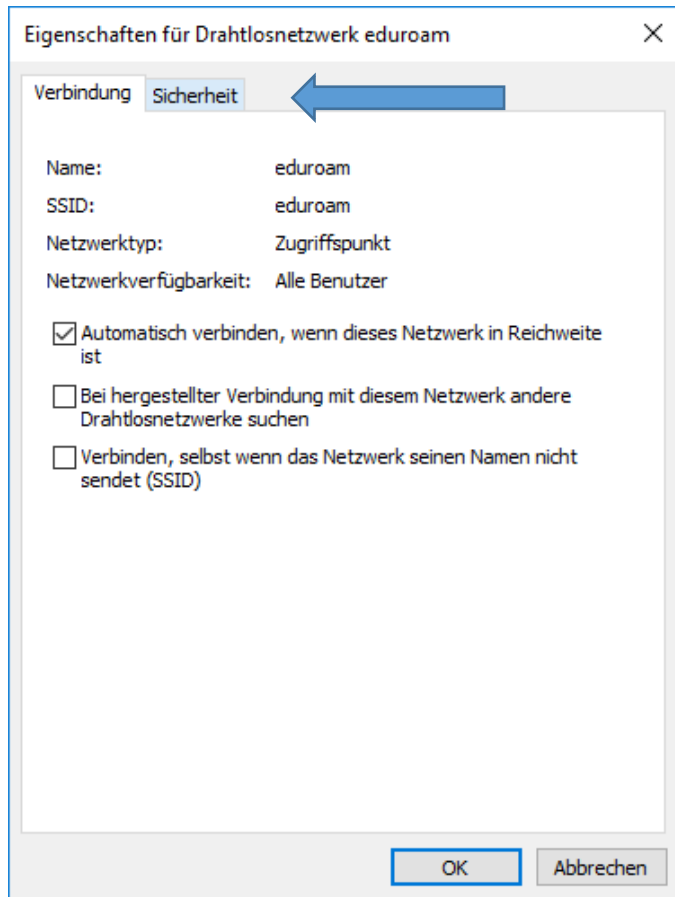 Eigenschaften für Drahtlosnetzwerk eduroam
Verbindung Sicherheit
Name: eduroam
SSID: eduroam
Netzwerktyp: Zugriffspunkt
Netzwerkverfügbarkeit: Alle Benutzer
Automatisch verbinden, wenn dieses Netzwerk in Reichweite
ist
Bei hergestellter Verbindung mit diesem Netzwerk andere
Drahtlosnetzwerke suchen
Verbinden, selbst wenn das Netzwerk seinen Namen nicht
sendet (SSID)
OK Abbrechen